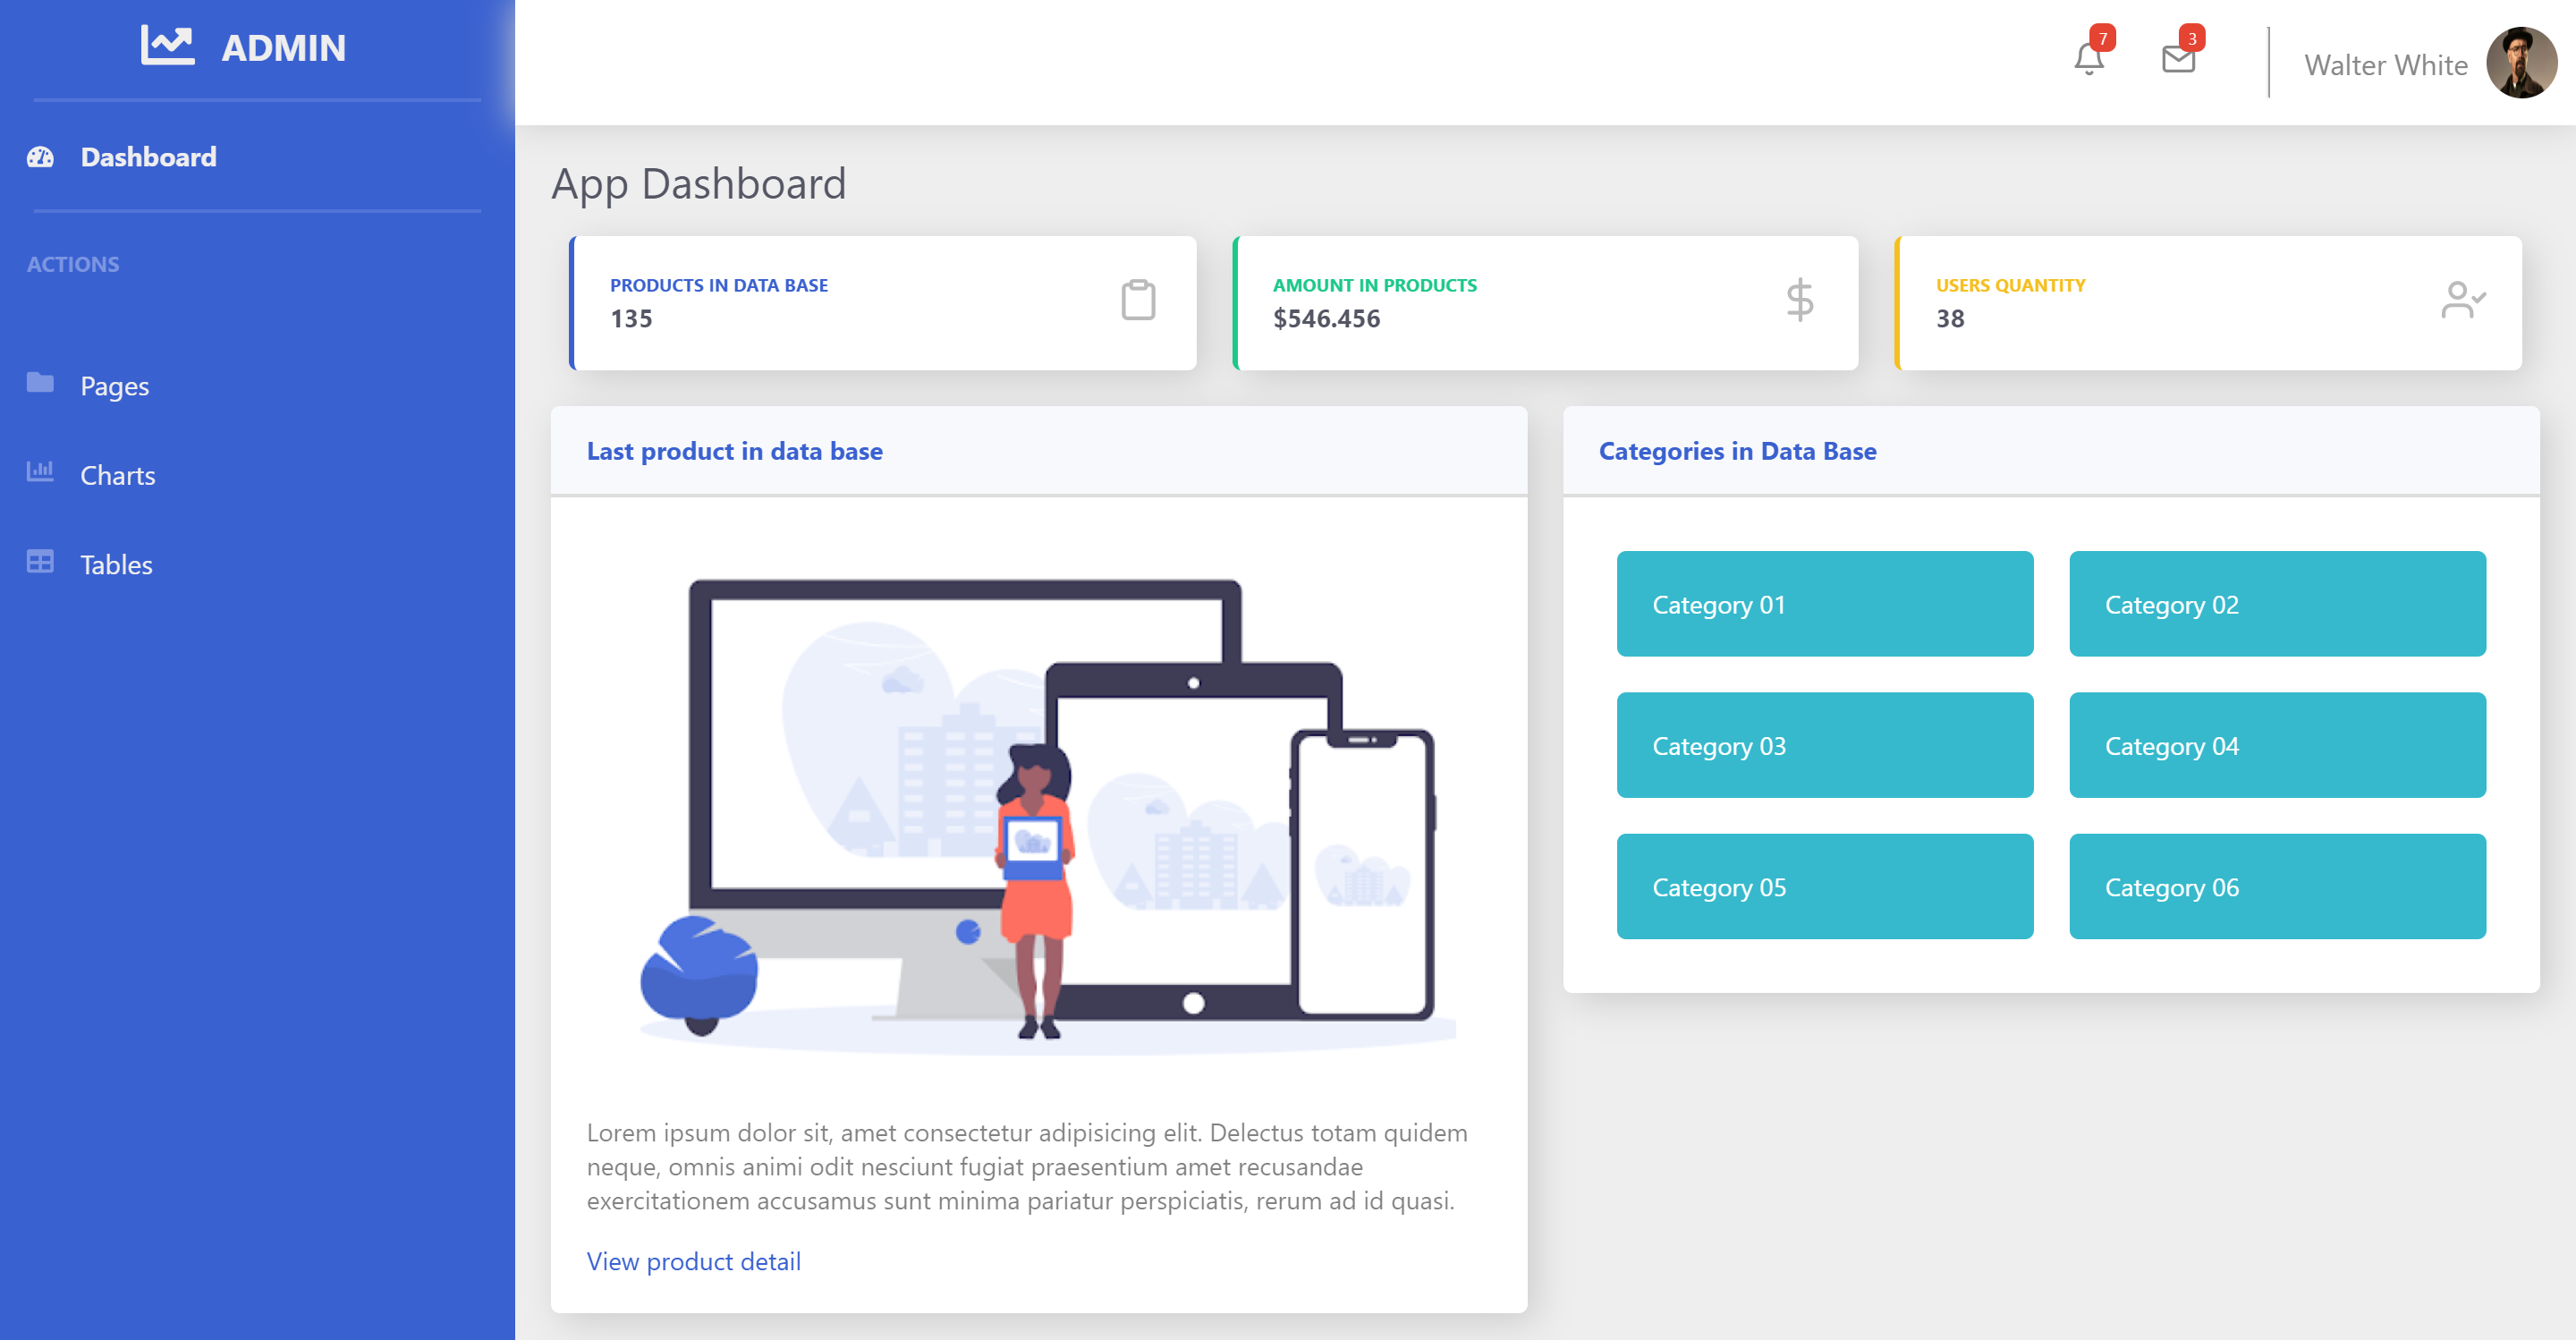 ADMIN
Dashboard
ACTIONS
Pages
Charts
Tables
7
3
Walter White
App Dashboard
PRODUCTS IN DATA BASE
135
AMOUNT IN PRODUCTS
$546.456
USERS QUANTITY
38
Last product in data base
Lorem ipsum dolor sit, amet consectetur adipisicing elit. Delectus totam quidem
neque, omnis animi odit nesciunt fugiat praesentium amet recusandae
exercitationem accusamus sunt minima pariatur perspiciatis, rerum ad id quasi.
View product detail
Categories in Data Base
Category 01
Category 02
Category 03
Category 04
Category 05
Category 06